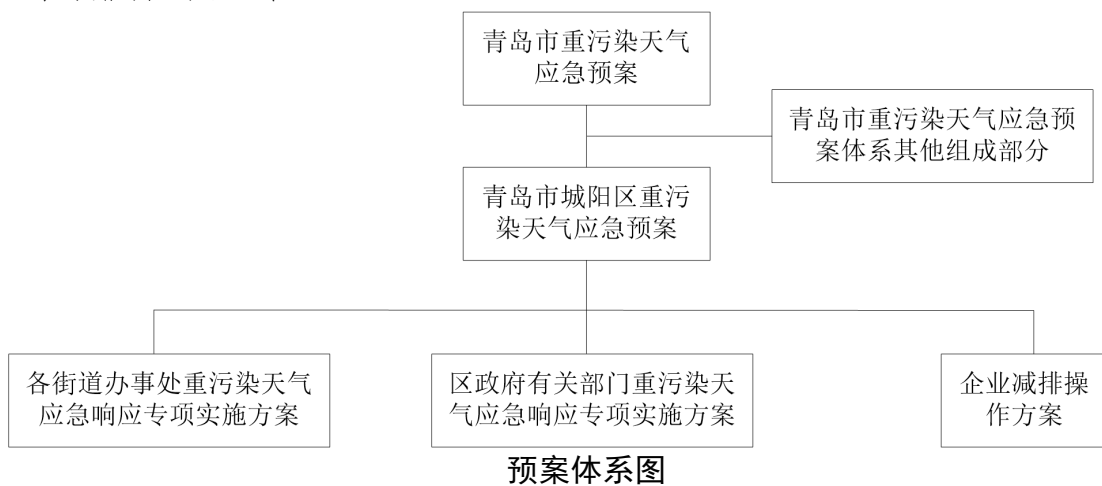 青岛市重污染天气
应急预案
青岛市重污染天气应急预
案体系其他组成部分
青岛市城阳区重污
染天气应急预案
各街道办事处重污染天气
应急响应专项实施方案
区政府有关部门重污染天
气应急响应专项实施方案
企业减排操
作方案
预案体系图